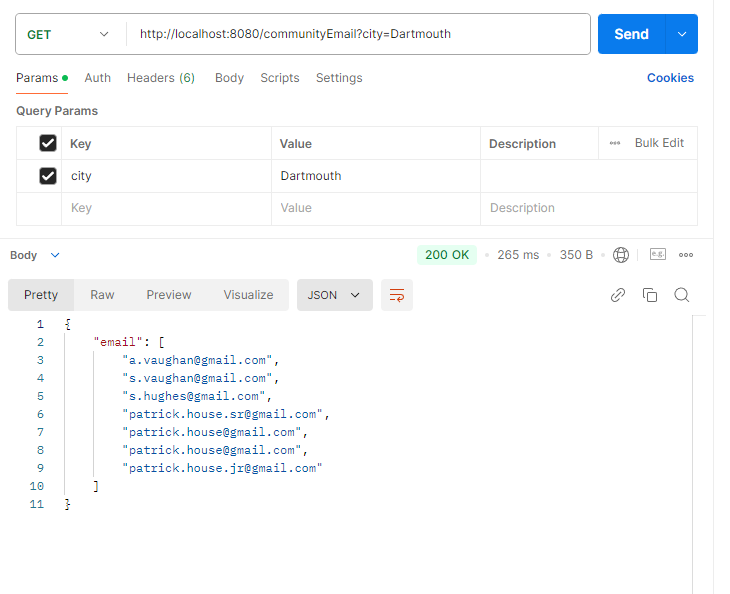 GET http://localhost:8080/communityEmail?city=Dartmouth Send
Params Auth Headers (6) Body Scripts Settings Cookies
Query Params
Key Value Description Bulk Edit
city Dartmouth
Key Value Description
Body 200 OK 265 ms 350 B e.g.
Pretty Raw Preview Visualize JSON
1 {
2 "email": [
3 "a.vaughan@gmail.com",
4 "s.vaughan@gmail.com",
5 "s.hughes@gmail.com",
6 "patrick.house.sr@gmail.com",
7 "patrick.house@gmail.com",
8 "patrick.house@gmail.com",
9 "patrick.house.jr@gmail.com"
10 ]
11 }